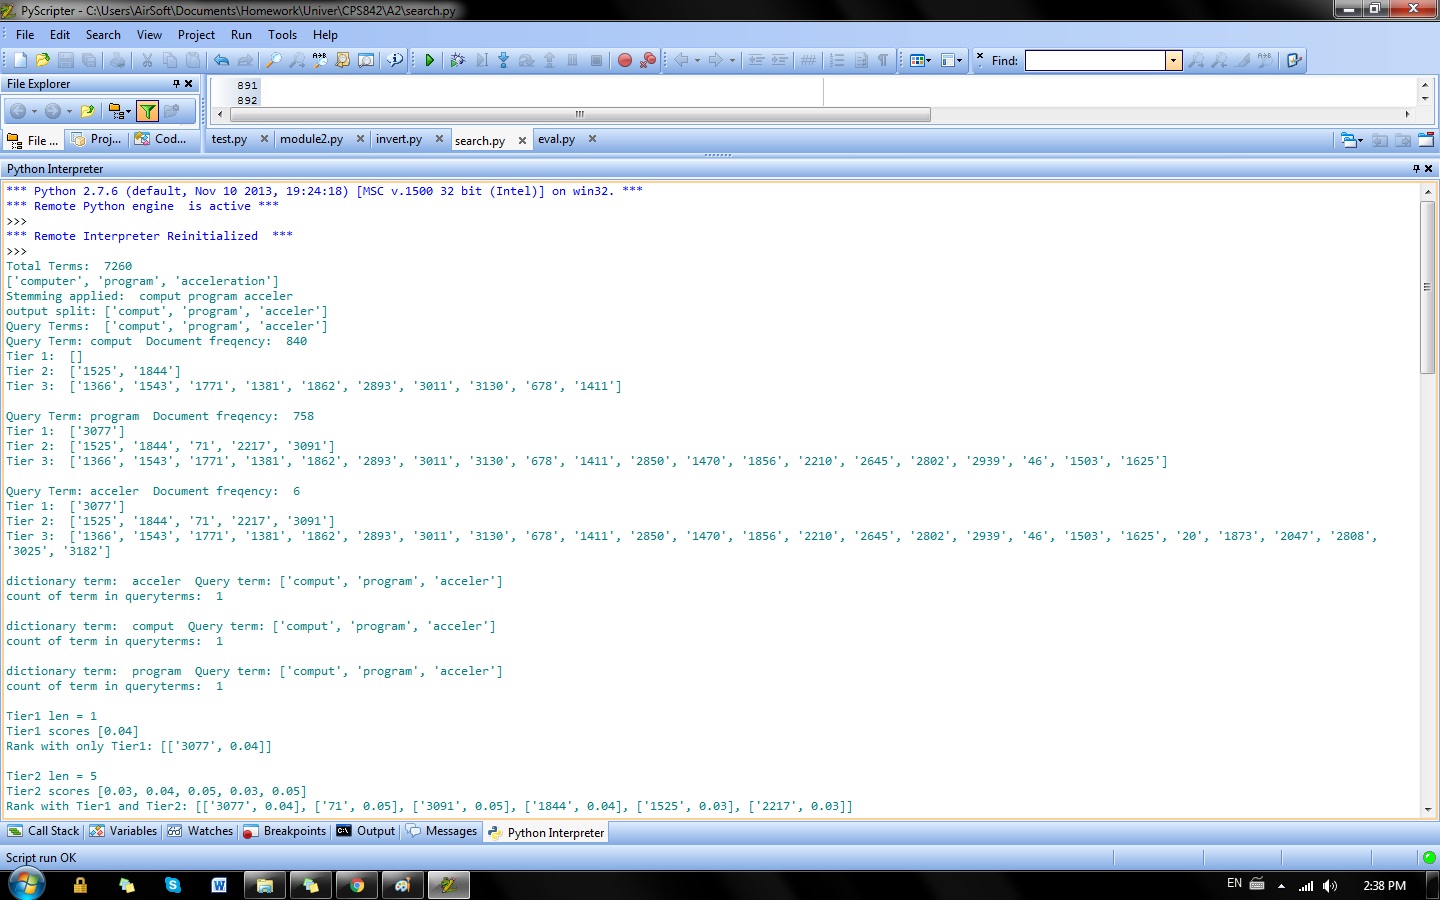 PyScripter - C:\Users\AirSoft\Documents\Homework\Univer\CPS842\A2\search.py
File Edit Search View Project Run Tools Help
Find:
File Explorer
891
892
File ... Proj... Cod...
test.py module2.py invert.py search.py eval.py
Python Interpreter
*** Python 2.7.6 (default, Nov 10 2013, 19:24:18) [MSC v.1500 32 bit (Intel)] on win32. ***
*** Remote Python engine  is active ***
>>>
*** Remote Interpreter Reinitialized  ***
>>>
Total Terms:  7260
['computer', 'program', 'acceleration']
Stemming applied:  comput program acceler
output split: ['comput', 'program', 'acceler']
Query Terms:  ['comput', 'program', 'acceler']
Query Term: comput  Document freqency:  840
Tier 1:  []
Tier 2:  ['1525', '1844']
Tier 3:  ['1366', '1543', '1771', '1381', '1862', '2893', '3011', '3130', '678', '1411']
Query Term: program  Document freqency:  758
Tier 1:  ['3077']
Tier 2:  ['1525', '1844', '71', '2217', '3091']
Tier 3:  ['1366', '1543', '1771', '1381', '1862', '2893', '3011', '3130', '678', '1411', '2850', '1470', '1856', '2210', '2645', '2802', '2939', '46', '1503', '1625']
Query Term: acceler  Document freqency:  6
Tier 1:  ['3077']
Tier 2:  ['1525', '1844', '71', '2217', '3091']
Tier 3:  ['1366', '1543', '1771', '1381', '1862', '2893', '3011', '3130', '678', '1411', '2850', '1470', '1856', '2210', '2645', '2802', '2939', '46', '1503', '1625', '20', '1873', '2047', '2808',
'3025', '3182']
dictionary term:  acceler  Query term: ['comput', 'program', 'acceler']
count of term in queryterms:  1
dictionary term:  comput  Query term: ['comput', 'program', 'acceler']
count of term in queryterms:  1
dictionary term:  program  Query term: ['comput', 'program', 'acceler']
count of term in queryterms:  1
Tier1 len = 1
Tier1 scores [0.04]
Rank with only Tier1: [['3077', 0.04]]
Tier2 len = 5
Tier2 scores [0.03, 0.04, 0.05, 0.03, 0.05]
Rank with Tier1 and Tier2: [['3077', 0.04], ['71', 0.05], ['3091', 0.05], ['1844', 0.04], ['1525', 0.03], ['2217', 0.03]]
Call Stack Variables Watches Breakpoints Output Messages Python Interpreter
Script run OK
EN 2:38 PM